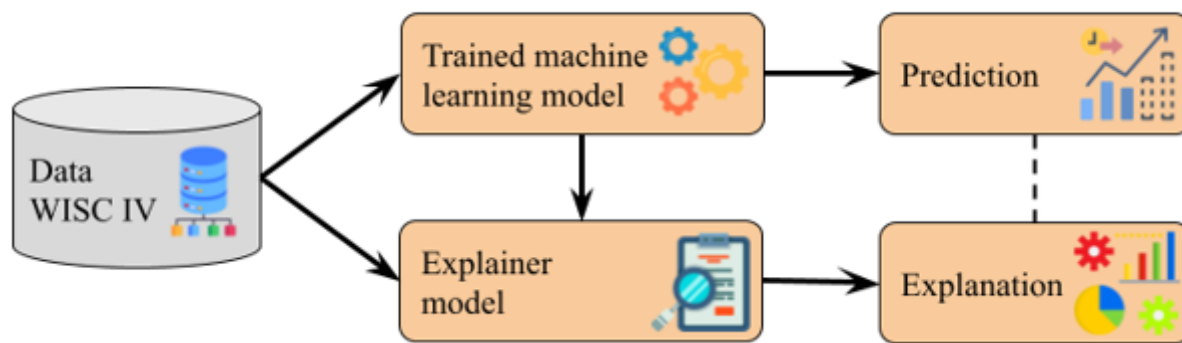 Data
WISC IV
Trained machine
learning model
Prediction
Explainer
model
Explanation